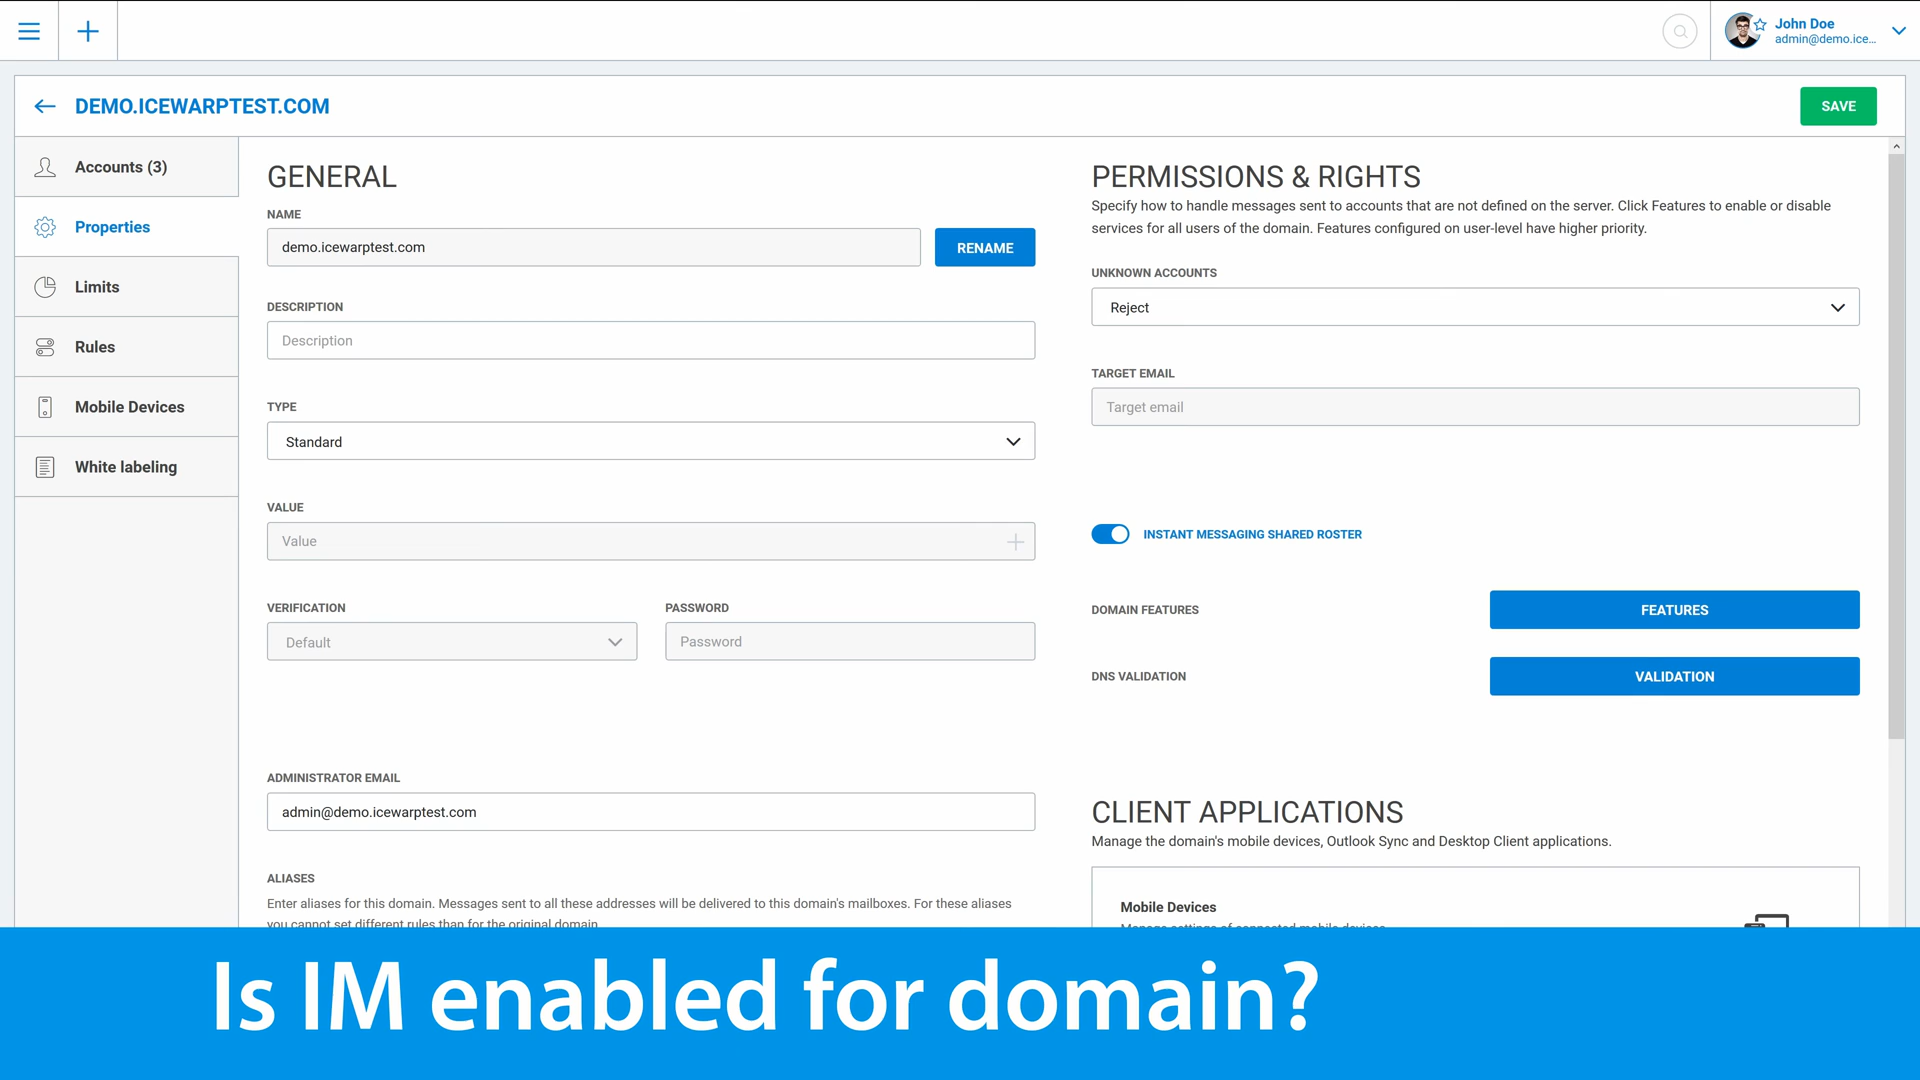 John Doe
admin@demo.ice...
DEMO.ICEWARPTEST.COM
SAVE
Accounts (3)
Properties
Limits
Rules
Mobile Devices
White labeling
GENERAL
NAME
demo.icewarptest.com
RENAME
DESCRIPTION
Description
TYPE
Standard
VALUE
Value
VERIFICATION
PASSWORD
Default
Password
ADMINISTRATOR EMAIL
admin@demo.icewarptest.com
ALIASES
Enter aliases for this domain. Messages sent to all these addresses will be delivered to this domain's mailboxes. For these aliases
you cannot set different rules than for the original domain.
PERMISSIONS & RIGHTS
Specify how to handle messages sent to accounts that are not defined on the server. Click Features to enable or disable
services for all users of the domain. Features configured on user-level have higher priority.
UNKNOWN ACCOUNTS
Reject
TARGET EMAIL
Target email
INSTANT MESSAGING SHARED ROSTER
DOMAIN FEATURES
FEATURES
DNS VALIDATION
VALIDATION
CLIENT APPLICATIONS
Manage the domain's mobile devices, Outlook Sync and Desktop Client applications.
Mobile Devices
Manage settings of connected mobile devices.
Is IM enabled for domain?